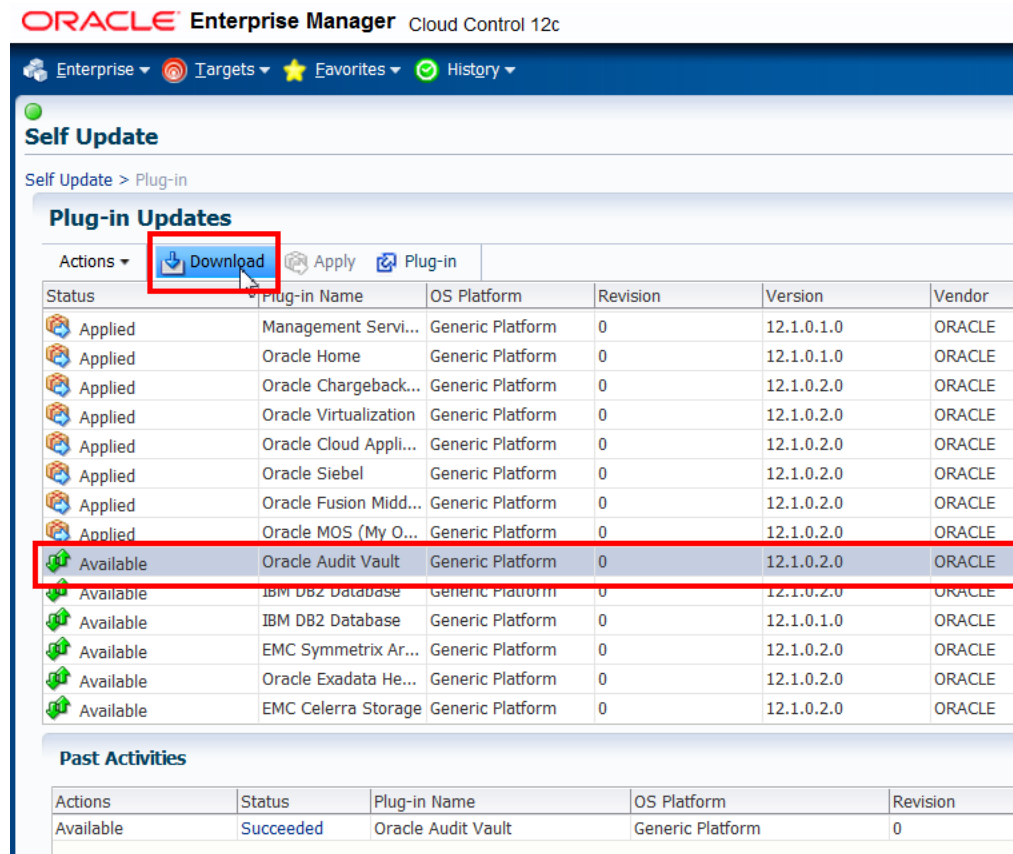 ORACLE Enterprise Manager Cloud Control 12c
Enterprise Targets Favorites History
Self Update
Self Update > Plug-in
Plug-in Updates
Actions Download Apply Plug-in
Status Plug-in Name OS Platform Revision Version Vendor
Applied Management Servi... Generic Platform 0 12.1.0.1.0 ORACLE
Applied Oracle Home Generic Platform 0 12.1.0.1.0 ORACLE
Applied Oracle Chargeback... Generic Platform 0 12.1.0.2.0 ORACLE
Applied Oracle Virtualization Generic Platform 0 12.1.0.2.0 ORACLE
Applied Oracle Cloud Appli... Generic Platform 0 12.1.0.2.0 ORACLE
Applied Oracle Siebel Generic Platform 0 12.1.0.2.0 ORACLE
Applied Oracle Fusion Midd... Generic Platform 0 12.1.0.2.0 ORACLE
Applied Oracle MOS (My O... Generic Platform 0 12.1.0.2.0 ORACLE
Available Oracle Audit Vault Generic Platform 0 12.1.0.2.0 ORACLE
Available IBM DB2 Database Generic Platform 0 12.1.0.2.0 ORACLE
Available IBM DB2 Database Generic Platform 0 12.1.0.1.0 ORACLE
Available EMC Symmetrix Ar... Generic Platform 0 12.1.0.2.0 ORACLE
Available Oracle Exadata He... Generic Platform 0 12.1.0.2.0 ORACLE
Available EMC Celerra Storage Generic Platform 0 12.1.0.2.0 ORACLE
Past Activities
Actions Status Plug-in Name OS Platform Revision
Available Succeeded Oracle Audit Vault Generic Platform 0